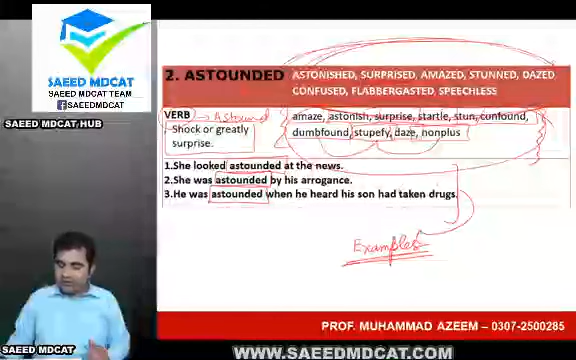 SAEED MDCAT
SAEED MDCAT TEAM
SAEED MDCAT
SAEED MDCAT HUB
2. ASTOUNDED
ASTONISHED, SURPRISED, AMAZED, STUNNED, DAZED
CONFUSED, FLABBERGASTED, SPEECHLESS
VERB → Astound
Shock or greatly
surprise.
amaze, astonish, surprise, startle, stun, confound,
dumbfound, stupefy, daze, nonplus
1.She looked astounded at the news.
2.She was astounded by his arrogance.
3.He was astounded when he heard his son had taken drugs.
Examples
PROF. MUHAMMAD AZEEM – 0307-2500285
SAEED MDCAT
WWW.SAEEDMDCAT.COM